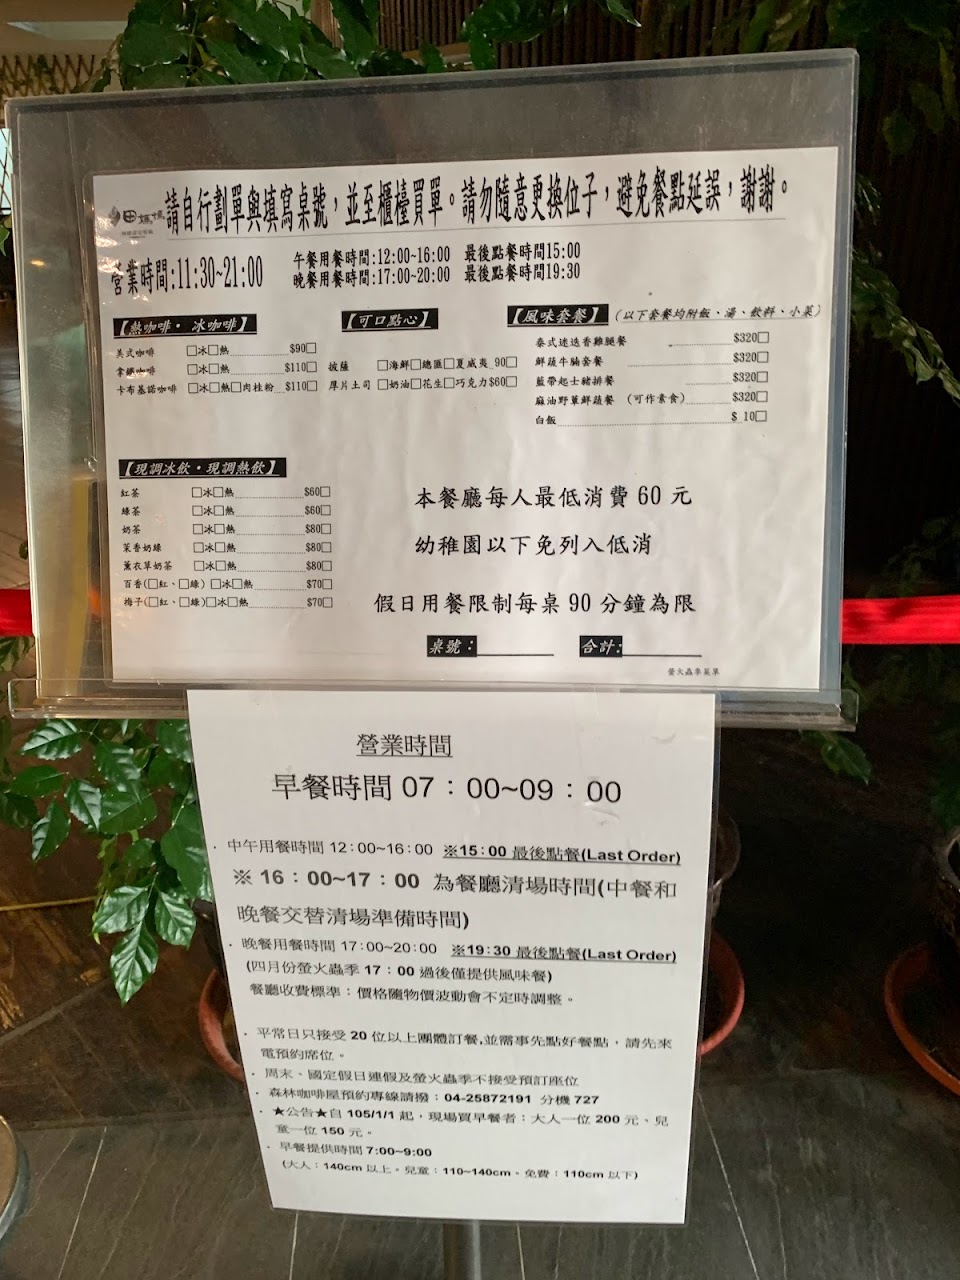 田媽媽
請自行劃單與填寫桌號，並至櫃檯買單。請勿隨意更換位子，避免餐點延誤，謝謝。
營業時間:11:30~21:00
午餐用餐時間:12:00~16:00 最後點餐時間15:00
晚餐用餐時間:17:00~20:00 最後點餐時間19:30
【熱咖啡・冰咖啡】
美式咖啡 □冰□熱 $90□
拿鐵咖啡 □冰□熱 $110□
卡布基諾咖啡 □冰□熱□肉桂粉 $110□
【可口點心】
披薩 □海鮮□總匯□夏威夷 90□
厚片土司 □奶油□花生□巧克力$60□
【風味套餐】(以下套餐均附飯、湯、飲料、小菜)
泰式迷迭香雞腿餐 $320□
鮮蔬牛腩套餐 $320□
藍帶起士豬排餐 $320□
麻油野蕈鮮蔬餐 (可作素食) $320□
白飯 $ 10□
【現調冰飲・現調熱飲】
紅茶 □冰□熱 $60□
綠茶 □冰□熱 $60□
奶茶 □冰□熱 $80□
茉香奶綠 □冰□熱 $80□
薰衣草奶茶 □冰□熱 $80□
百香(□紅、□綠) □冰□熱 $70□
梅子(□紅、□綠)□冰□熱 $70□
本餐廳每人最低消費 60 元
幼稚園以下免列入低消
假日用餐限制每桌 90 分鐘為限
桌號： 合計:
螢火蟲季菜單
營業時間
早餐時間 07：00~09：00
・中午用餐時間 12：00~16：00 ※15：00 最後點餐(Last Order)
※ 16：00~17：00 為餐廳清場時間(中餐和
晚餐交替清場準備時間)
・晚餐用餐時間 17：00~20：00 ※19：30 最後點餐(Last Order)
(四月份螢火蟲季 17：00 過後僅提供風味餐)
餐廳收費標準：價格隨物價波動會不定時調整。
・平常日只接受 20 位以上團體訂餐,並需事先點好餐點，請先來
電預約席位。
・周末、國定假日連假及螢火蟲季不接受預訂座位
・森林咖啡屋預約專線請撥：04-25872191 分機 727
・★公告★自 105/1/1 起，現場買早餐者：大人一位 200 元、兒
童一位 150 元。
・早餐提供時間 7:00~9:00
(大人：140cm 以上。兒童：110~140cm。免費：110cm 以下)